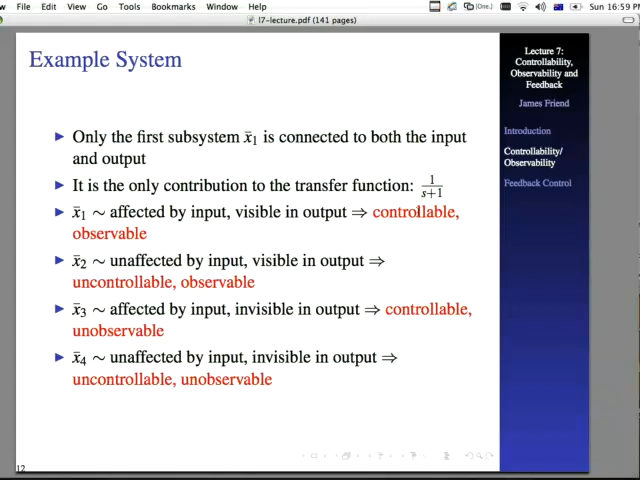 w File Edit View Go Tools Bookmarks Window Help (One.) Sun 16:59
l7-lecture.pdf (141 pages)
Example System
Only the first subsystem x̄1 is connected to both the input
and output
It is the only contribution to the transfer function: 1/(s+1)
x̄1 ∼ affected by input, visible in output ⇒ controllable,
observable
x̄2 ∼ unaffected by input, visible in output ⇒
uncontrollable, observable
x̄3 ∼ affected by input, invisible in output ⇒ controllable,
unobservable
x̄4 ∼ unaffected by input, invisible in output ⇒
uncontrollable, unobservable
Lecture 7:
Controllability,
Observability and
Feedback
James Friend
Introduction
Controllability/
Observability
Feedback Control
12